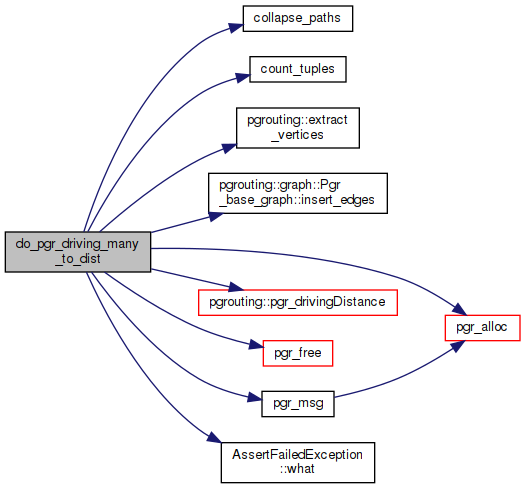 collapse_paths
count_tuples
pgrouting::extract
_vertices
pgrouting::graph::Pgr
_base_graph::insert_edges
do_pgr_driving_many
_to_dist
pgrouting::pgr_drivingDistance
pgr_alloc
pgr_free
pgr_msg
AssertFailedException
::what